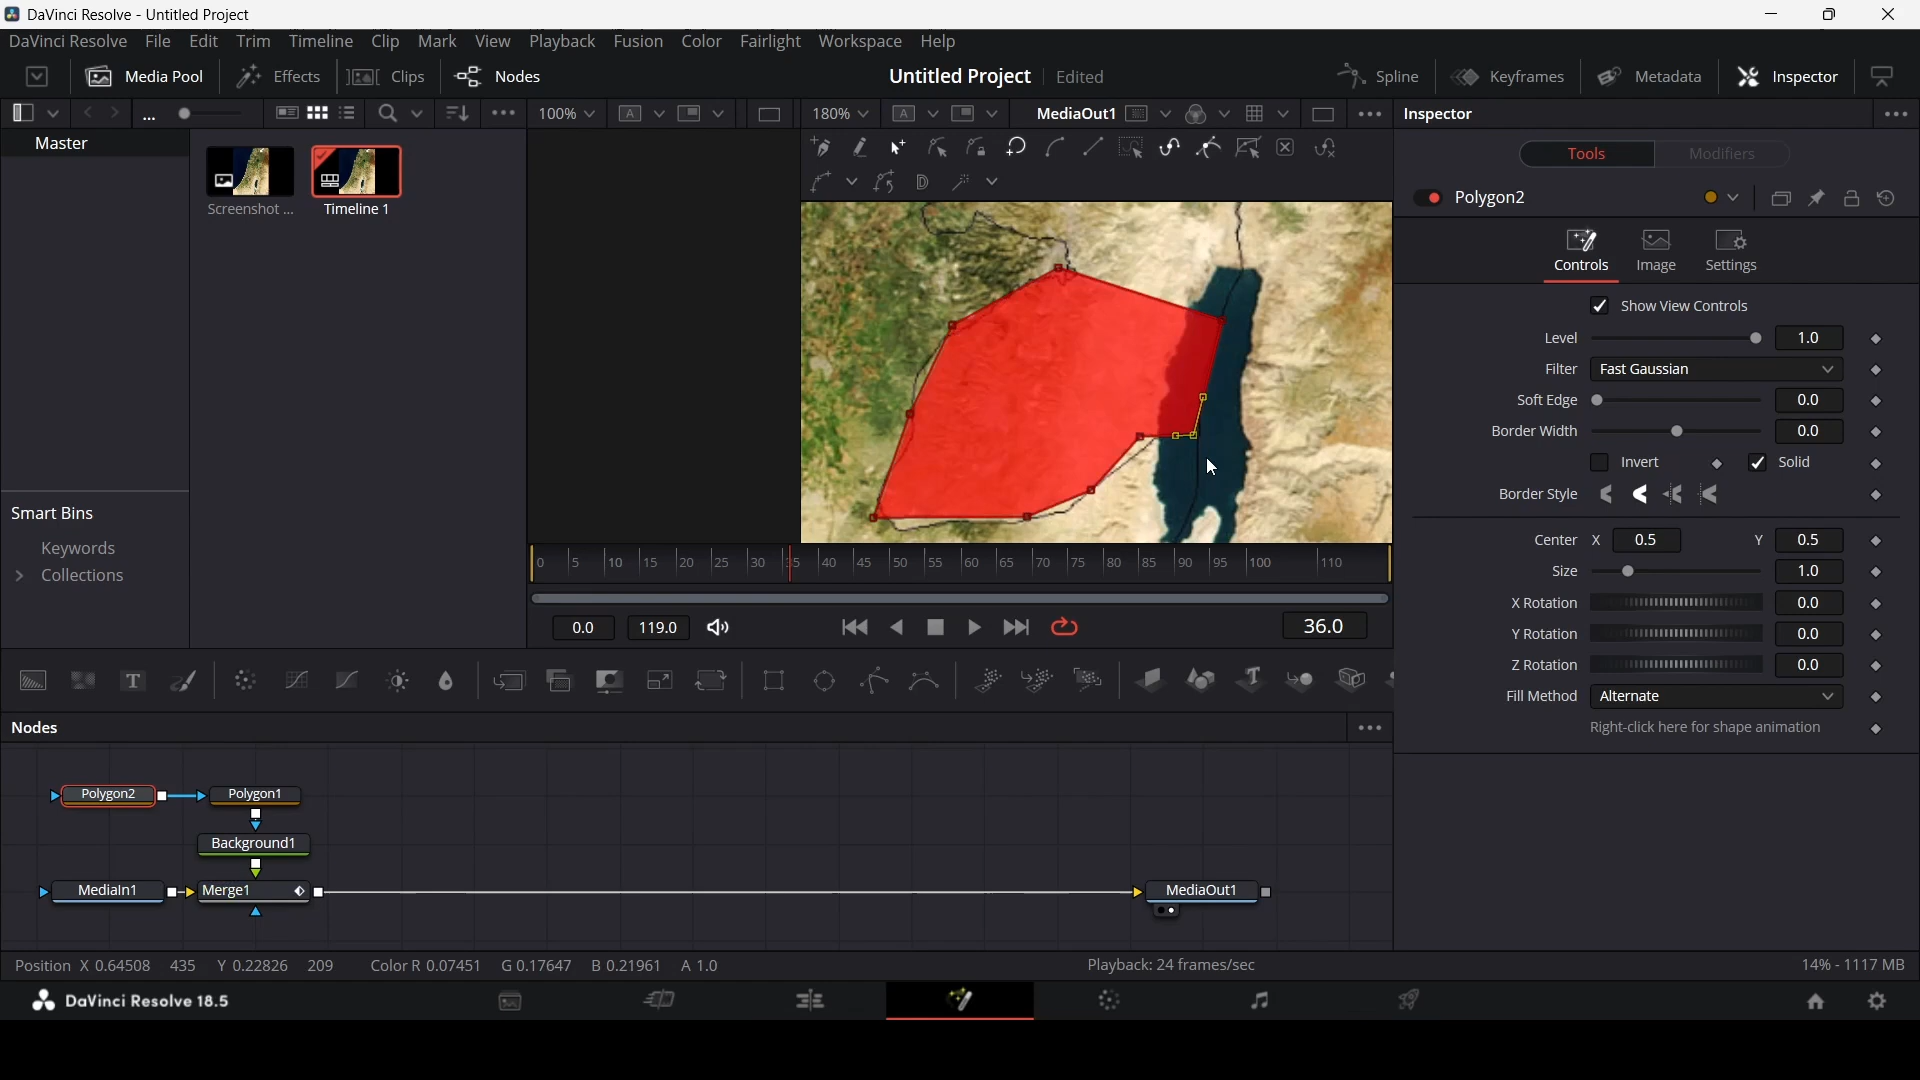 DaVinci Resolve - Untitled Project
DaVinci Resolve File Edit Trim Timeline Clip Mark View Playback Fusion Color Fairlight Workspace Help
Media Pool Effects Clips Nodes Untitled Project Edited Spline Keyframes Metadata Inspector
... 100% A 180% A MediaOut1 Inspector
Master
Tools Modifiers
Screenshot ... Timeline 1
Polygon2
Controls Image Settings
Show View Controls
Level 1.0
Filter Fast Gaussian
Soft Edge 0.0
Border Width 0.0
Invert Solid
Border Style
Smart Bins
Keywords
Collections
Center X 0.5 Y 0.5
0 5 10 15 20 25 30 35 40 45 50 55 60 65 70 75 80 85 90 95 100 110
Size 1.0
X Rotation 0.0
0.0 119.0 36.0
Y Rotation 0.0
Z Rotation 0.0
Fill Method Alternate
Right-click here for shape animation
Nodes
Polygon2 Polygon1
Background1
MediaIn1 Merge1 MediaOut1
Position X 0.64508 435 Y 0.22826 209 Color R 0.07451 G 0.17647 B 0.21961 A 1.0 Playback: 24 frames/sec 14% - 1117 MB
DaVinci Resolve 18.5